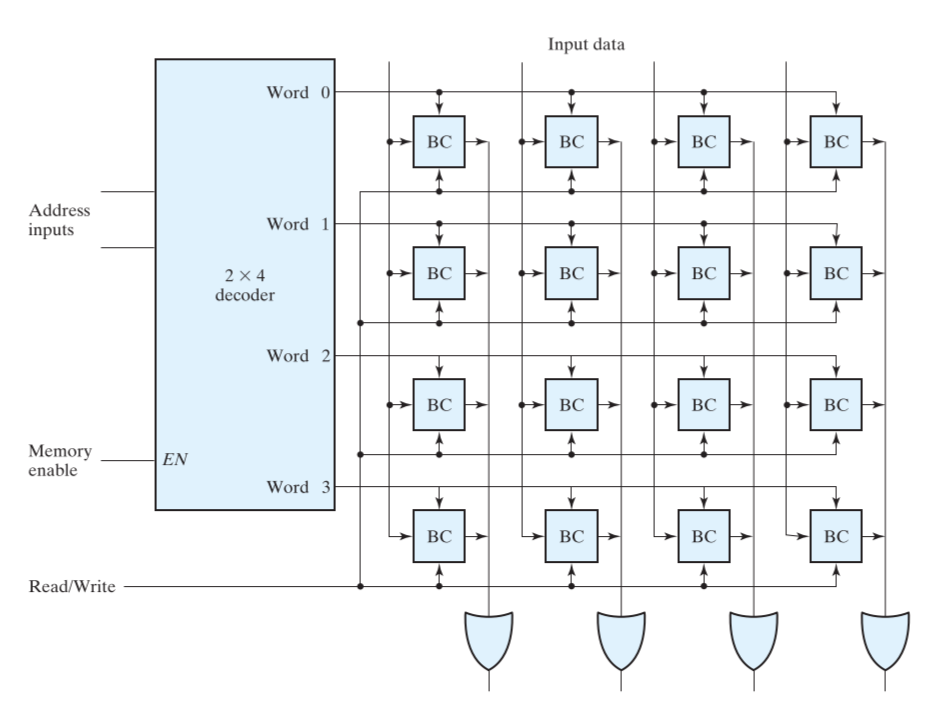 Input data
Word 0
BC BC BC BC
Address
inputs
Word 1
2 × 4
decoder
BC BC BC BC
Word 2
BC BC BC BC
Memory
enable
EN
Word 3
BC BC BC BC
Read/Write